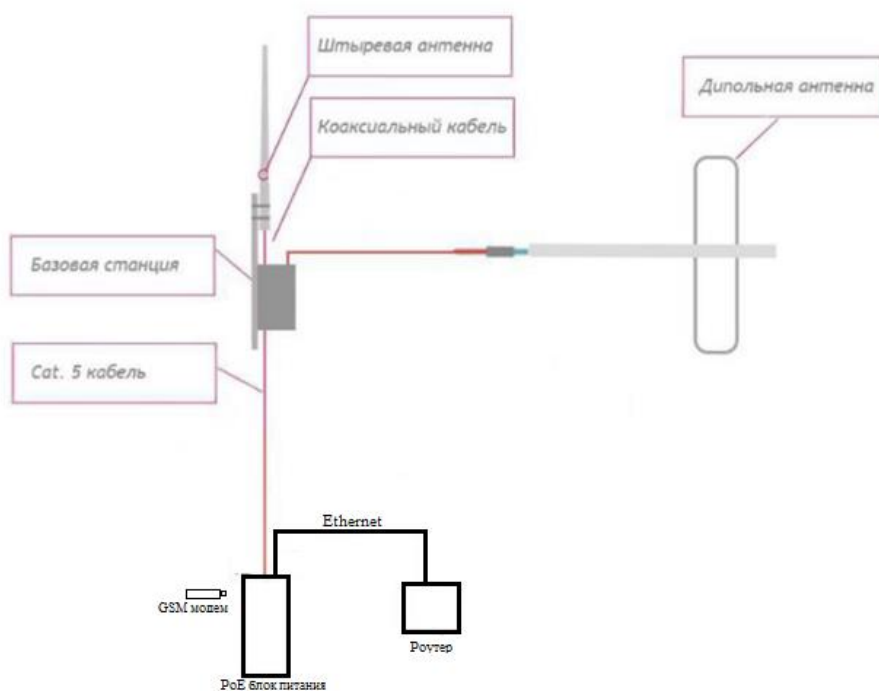 Штыревая антенна
Дипольная антенна
Коаксиальный кабель
Базовая станция
Cat. 5 кабель
Ethernet
GSM модем
Роутер
PoE блок питания